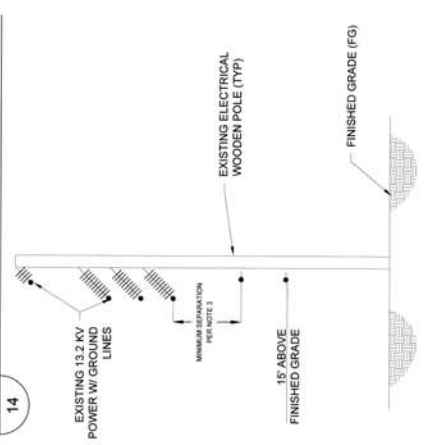 14
EXISTING 13.2 KV
POWER W/ GROUND
LINES
EXISTING ELECTRICAL
WOODEN POLE (TYP)
MINIMUM SEPARATION
PER NOTE 3
15' ABOVE
FINISHED GRADE
FINISHED GRADE (FG)